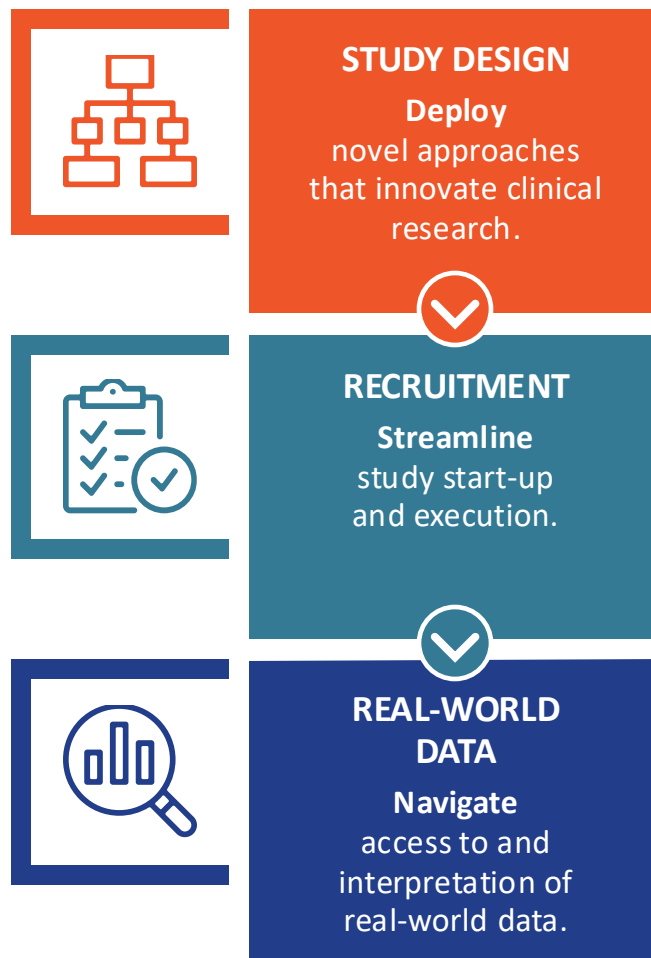 STUDY DESIGN
Deploy
novel approaches
that innovate clinical
research.
RECRUITMENT
Streamline
study start-up
and execution.
REAL-WORLD
DATA
Navigate
access to and
interpretation of
real-world data.